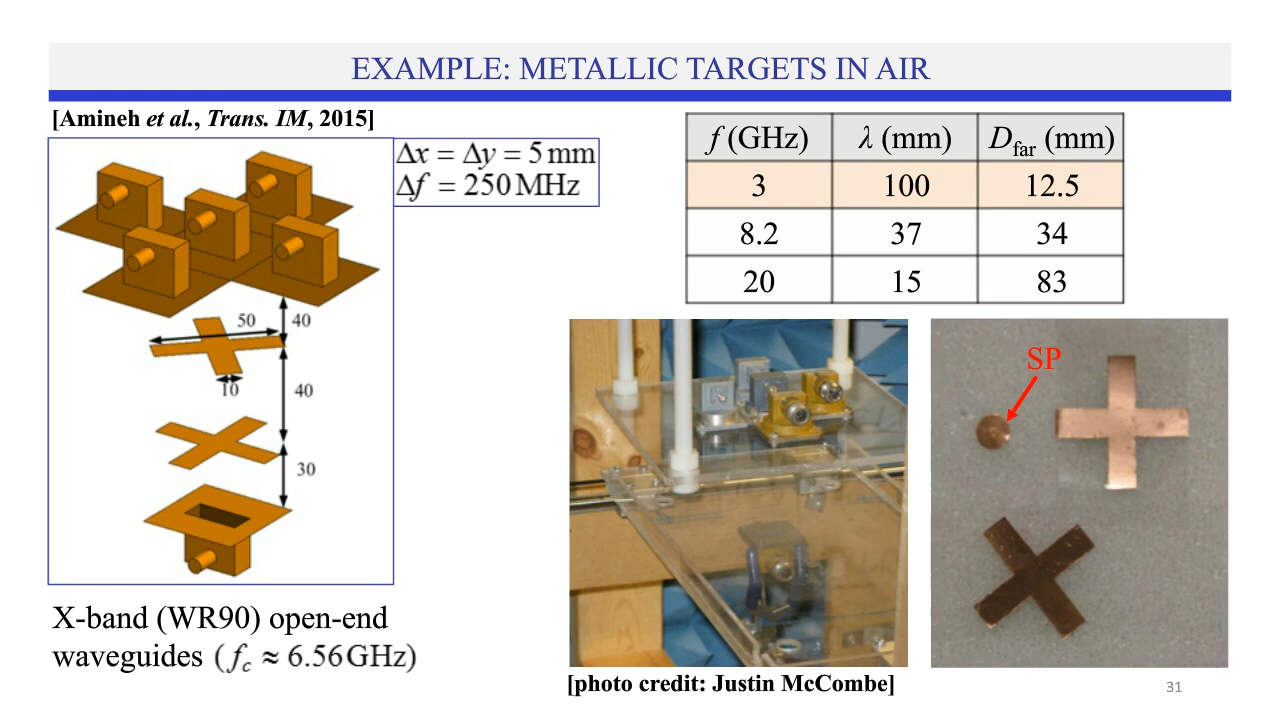 EXAMPLE: METALLIC TARGETS IN AIR
[Amineh et al., Trans. IM, 2015]
Δx = Δy = 5 mm
Δf = 250 MHz
50
40
10
40
30
X-band (WR90) open-end
waveguides (f_c ≈ 6.56 GHz)
f (GHz) λ (mm) D_far (mm)
3 100 12.5
8.2 37 34
20 15 83
SP
[photo credit: Justin McCombe]
31